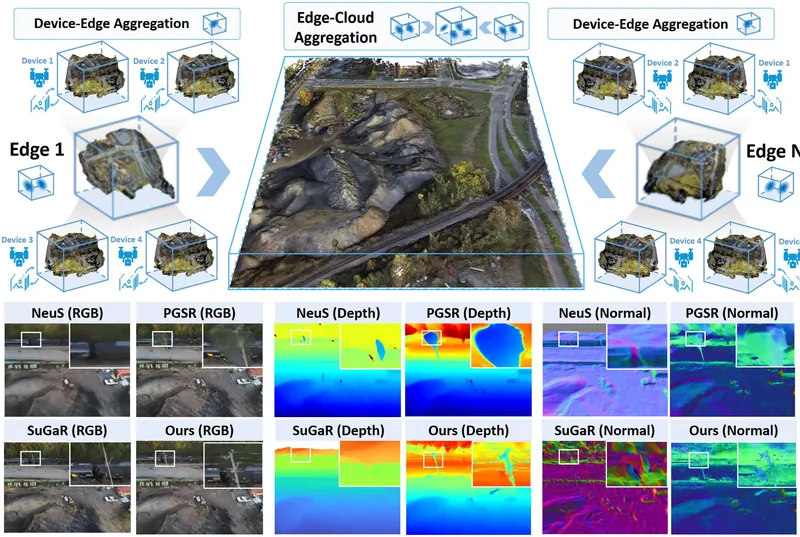 Device-Edge Aggregation
Edge-Cloud
Aggregation
Device-Edge Aggregation
Device 1
Device 2
Device 2
Device 1
Edge 1
Edge N
Device 3
Device 4
Device 4
NeuS (RGB)
PGSR (RGB)
NeuS (Depth)
PGSR (Depth)
NeuS (Normal)
PGSR (Normal)
SuGaR (RGB)
Ours (RGB)
SuGaR (Depth)
Ours (Depth)
SuGaR (Normal)
Ours (Normal)